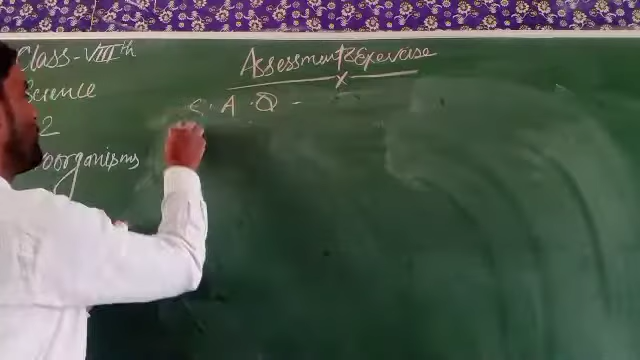 Class-VIIIth
Science
2
Assessment Exercise
x
S.A.Q -